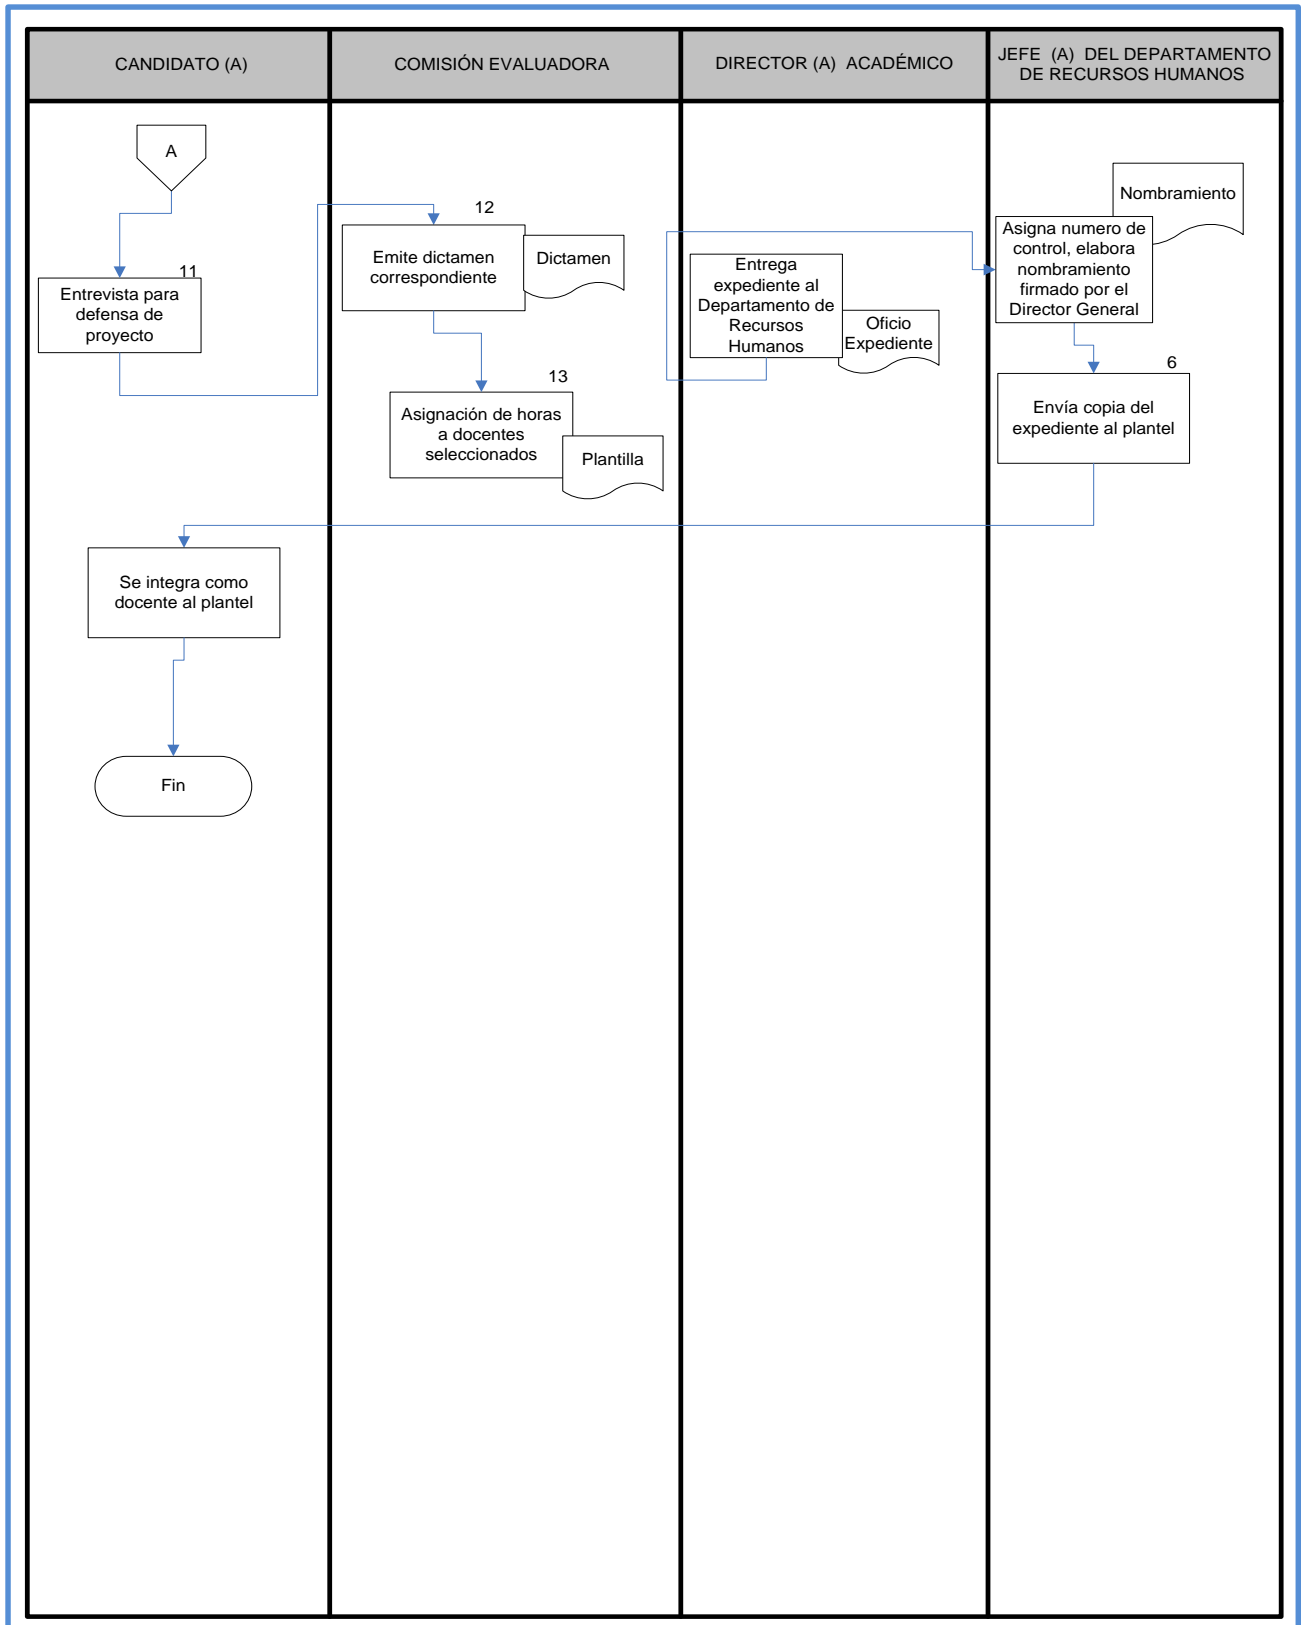 CANDIDATO (A)
COMISIÓN EVALUADORA
DIRECTOR (A) ACADÉMICO
JEFE (A) DEL DEPARTAMENTO
DE RECURSOS HUMANOS
A
11
Entrevista para
defensa de
proyecto
12
Emite dictamen
correspondiente
Dictamen
13
Asignación de horas
a docentes
seleccionados
Plantilla
Entrega
expediente al
Departamento de
Recursos
Humanos
Oficio
Expediente
Nombramiento
Asigna numero de
control, elabora
nombramiento
firmado por el
Director General
6
Envía copia del
expediente al plantel
Se integra como
docente al plantel
Fin